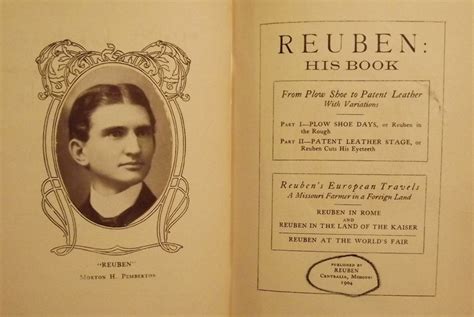 "REUBEN"
MORTON H. PEMBERTON
REUBEN:
HIS BOOK
From Plow Shoe to Patent Leather
With Variations
PART I—PLOW SHOE DAYS, or Reuben in
the Rough
PART II—PATENT LEATHER STAGE, or
Reuben Cuts His Eyeteeth
Reuben's European Travels
A Missouri Farmer in a Foreign Land
REUBEN IN ROME
AND
REUBEN IN THE LAND OF THE KAISER
REUBEN AT THE WORLD'S FAIR
PUBLISHED BY
REUBEN
CENTRALIA, MISSOURI
1904